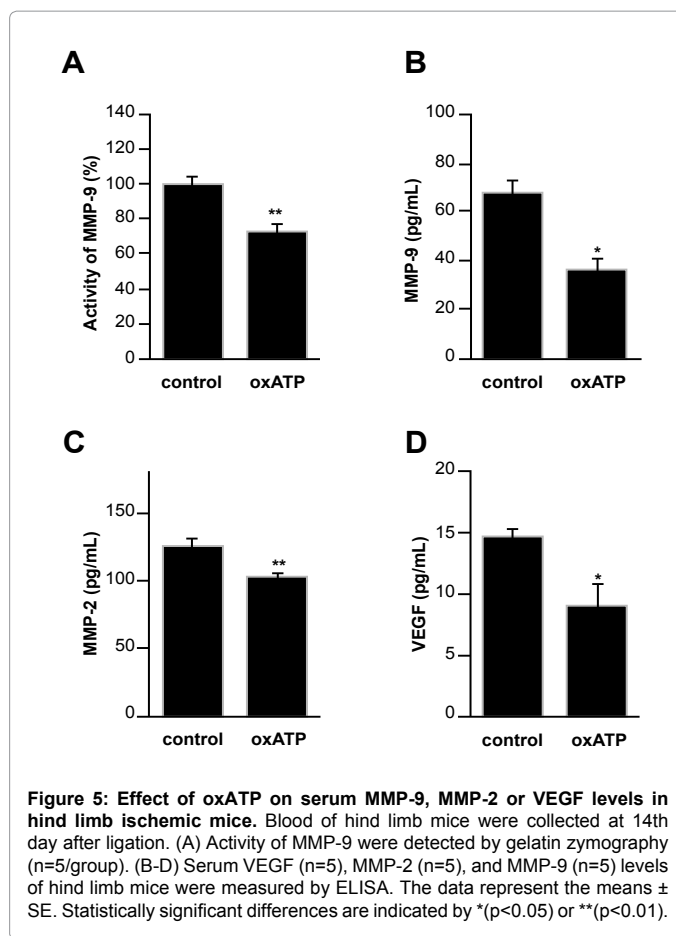 A
Activity of MMP-9 (%)
140
120
100
80
60
40
20
0
**
control
oxATP
B
MMP-9 (pg/mL)
100
80
60
40
20
0
*
control
oxATP
C
MMP-2 (pg/mL)
150
100
50
0
**
control
oxATP
D
VEGF (pg/mL)
20
15
10
5
0
*
control
oxATP
Figure 5: Effect of oxATP on serum MMP-9, MMP-2 or VEGF levels in
hind limb ischemic mice. Blood of hind limb mice were collected at 14th
day after ligation. (A) Activity of MMP-9 were detected by gelatin zymography
(n=5/group). (B-D) Serum VEGF (n=5), MMP-2 (n=5), and MMP-9 (n=5) levels
of hind limb mice were measured by ELISA. The data represent the means ±
SE. Statistically significant differences are indicated by *(p<0.05) or **(p<0.01).